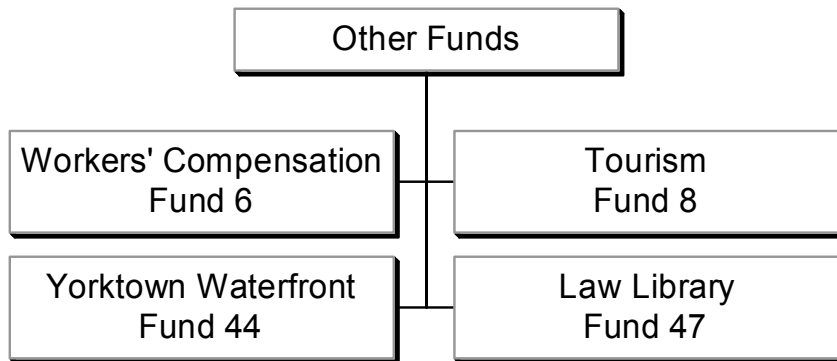 Other Funds
Workers' Compensation
Fund 6
Tourism
Fund 8
Yorktown Waterfront
Fund 44
Law Library
Fund 47